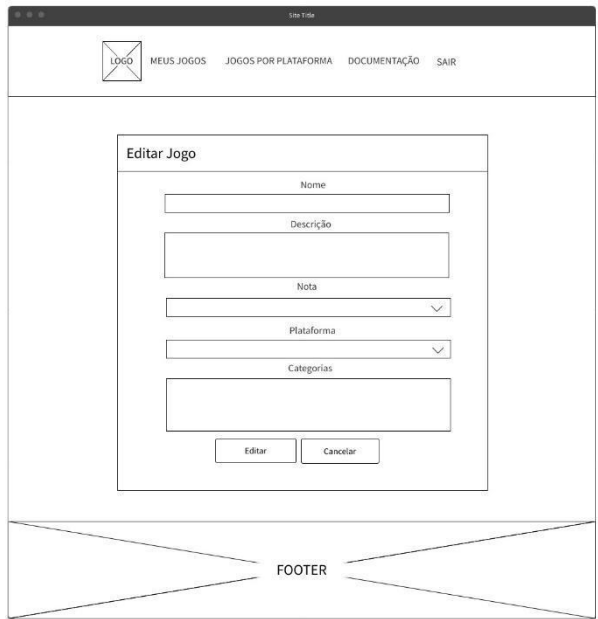 Site Title
LOGO MEUS JOGOS JOGOS POR PLATAFORMA DOCUMENTAÇÃO SAIR
Editar Jogo
Nome
Descrição
Nota
Plataforma
Categorias
Editar Cancelar
FOOTER